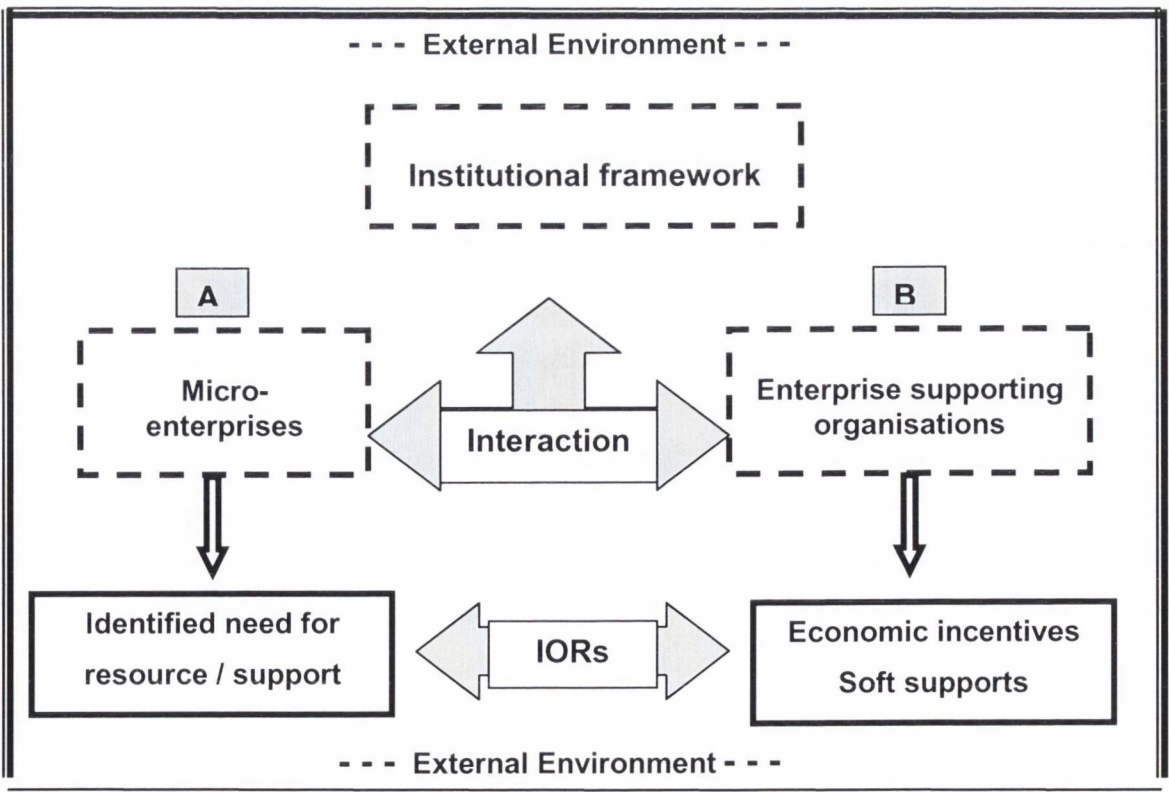 - - - External Environment - - -
Institutional framework
A
B
Micro-
enterprises
Interaction
Enterprise supporting
organisations
Identified need for
resource / support
IORs
Economic incentives
Soft supports
- - - External Environment - - -